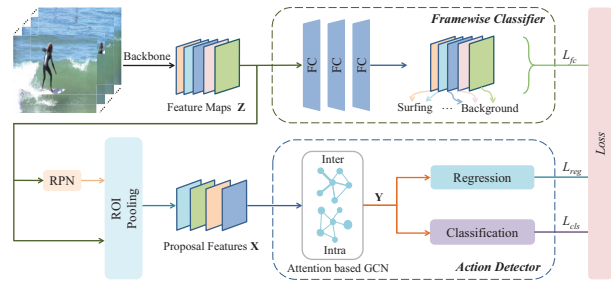 Framewise Classifier
Backbone
Feature Maps Z
FC
FC
FC
Surfing ... Background
L_fc
Loss
RPN
ROI
Pooling
Proposal Features X
Inter
Intra
Attention based GCN
Y
Regression
Classification
L_reg
L_cls
Action Detector